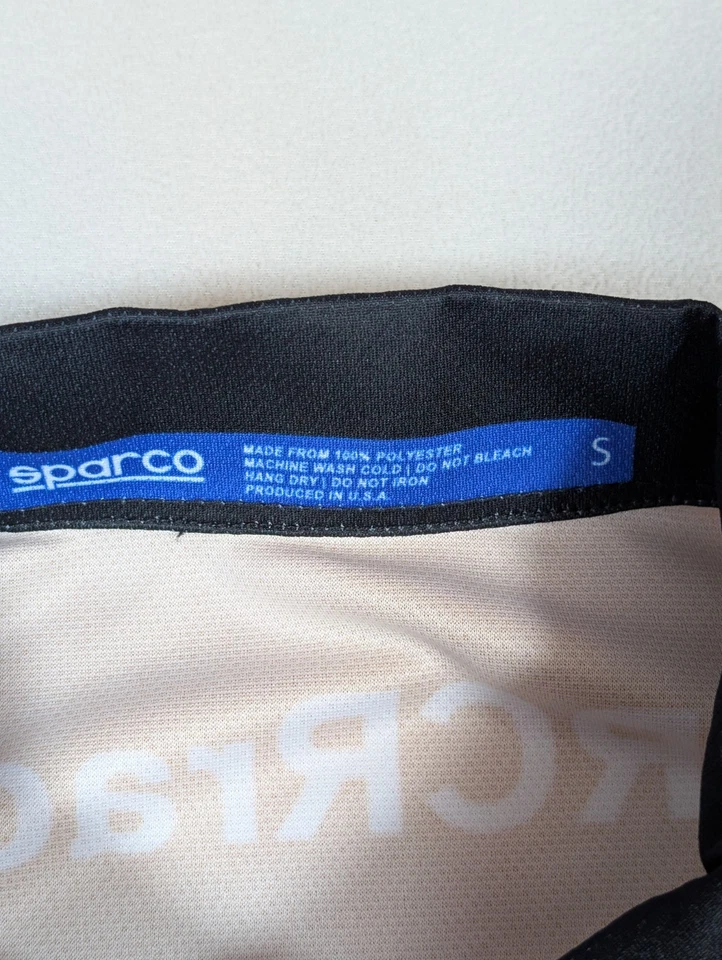 sparco
MADE FROM 100% POLYESTER
MACHINE WASH COLD | DO NOT BLEACH
HANG DRY | DO NOT IRON
PRODUCED IN U.S.A.
S